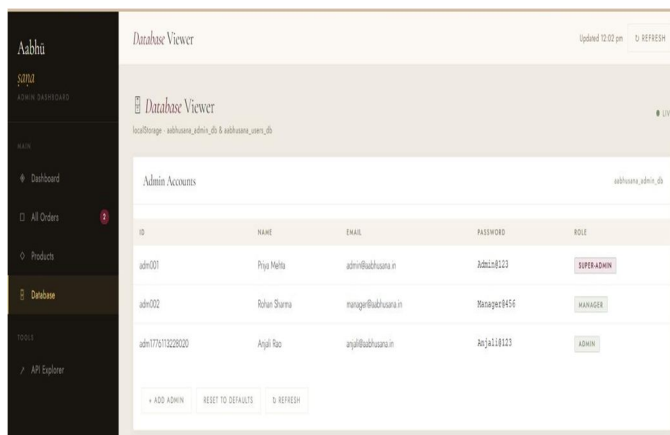 Aabhū
ṣaṇa
ADMIN DASHBOARD
MAIN
Dashboard
All Orders 3
Products
Database
TOOLS
API Explorer
Database Viewer
Updated 12:02 pm
↻ REFRESH
Database Viewer
localStorage · aabhusana_admin_db & aabhusana_users_db
LIV
Admin Accounts
aabhusana_admin_db
ID NAME EMAIL PASSWORD ROLE
adm001 Priya Mehta admin@aabhusana.in Admin@123 SUPER-ADMIN
adm002 Rohan Sharma manager@aabhusana.in Manager@456 MANAGER
adm1776113228020 Anjali Rao anjali@aabhusana.in Anjali@123 ADMIN
+ ADD ADMIN RESET TO DEFAULTS ↻ REFRESH